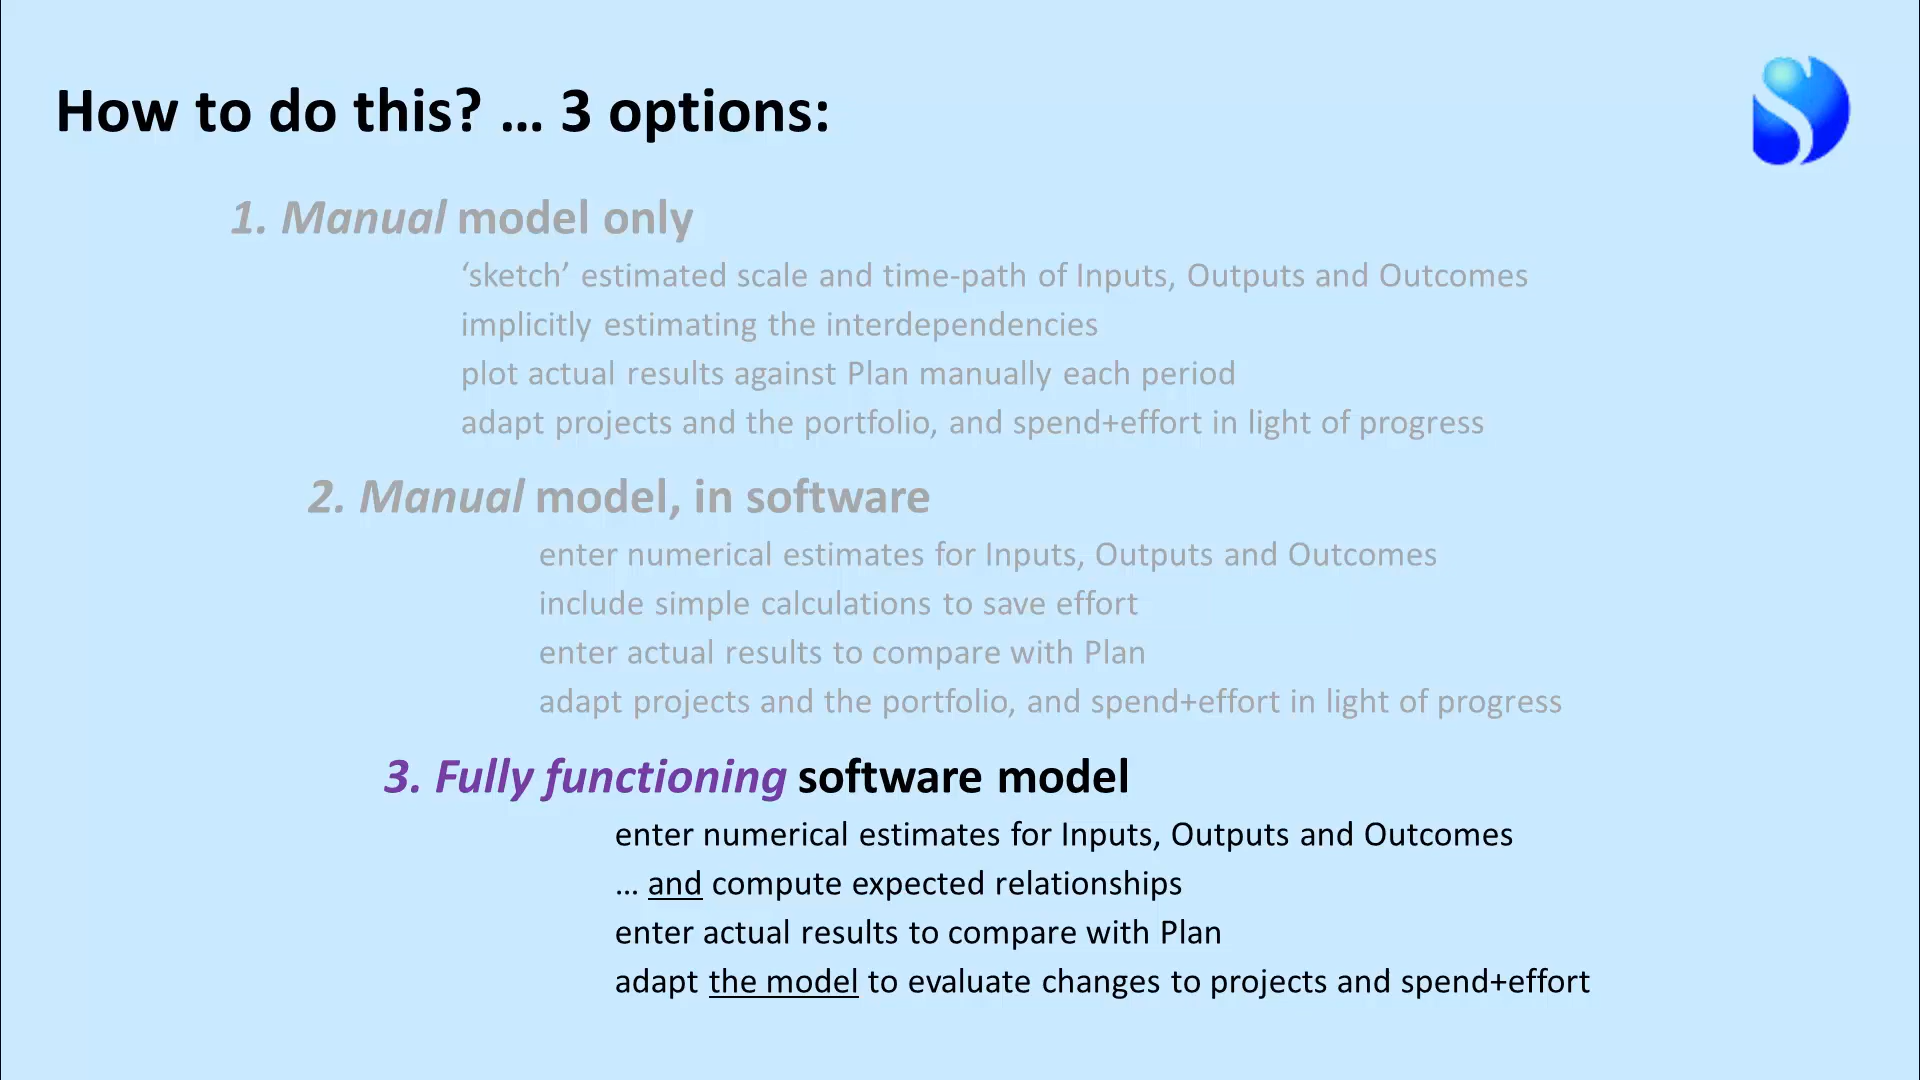 How to do this? … 3 options:
1. Manual model only
‘sketch’ estimated scale and time-path of Inputs, Outputs and Outcomes
implicitly estimating the interdependencies
plot actual results against Plan manually each period
adapt projects and the portfolio, and spend+effort in light of progress
2. Manual model, in software
enter numerical estimates for Inputs, Outputs and Outcomes
include simple calculations to save effort
enter actual results to compare with Plan
adapt projects and the portfolio, and spend+effort in light of progress
3. Fully functioning software model
enter numerical estimates for Inputs, Outputs and Outcomes
… and compute expected relationships
enter actual results to compare with Plan
adapt the model to evaluate changes to projects and spend+effort